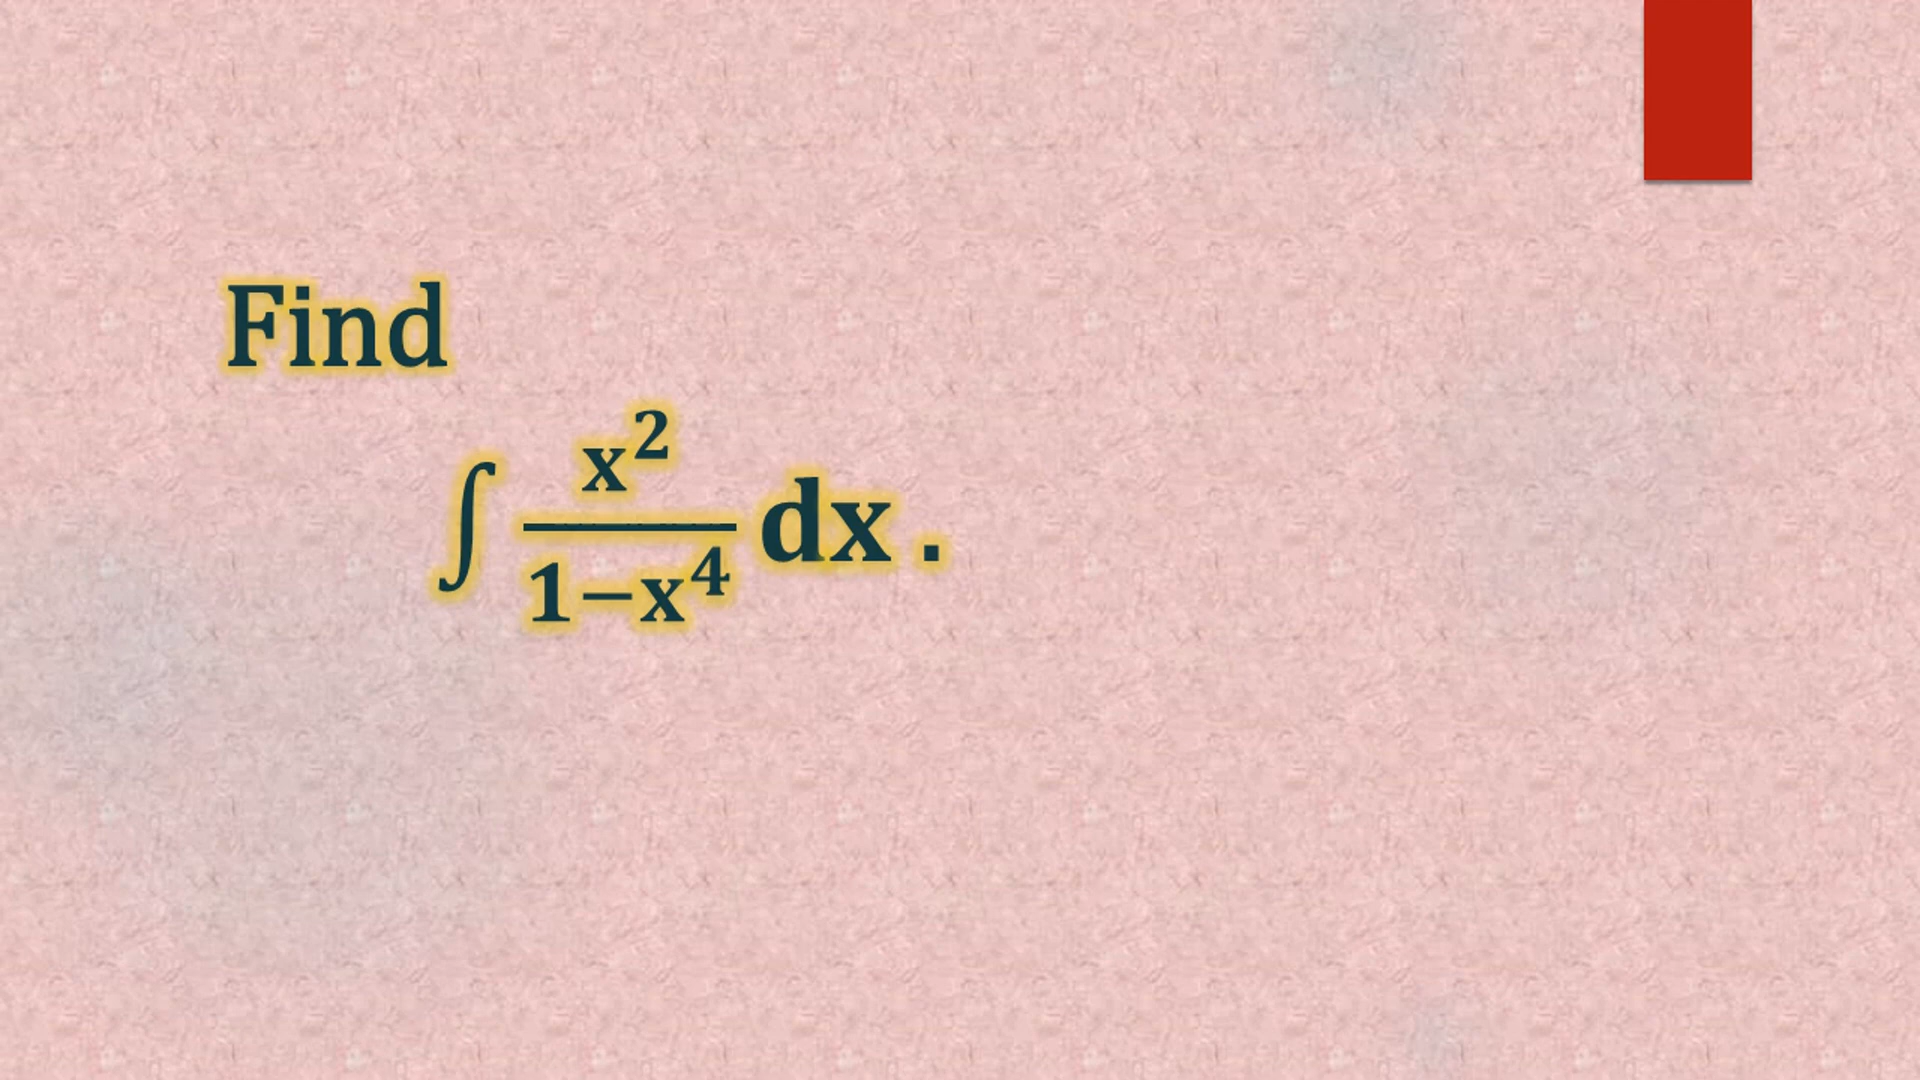 Find
∫ x²/(1−x⁴) dx .